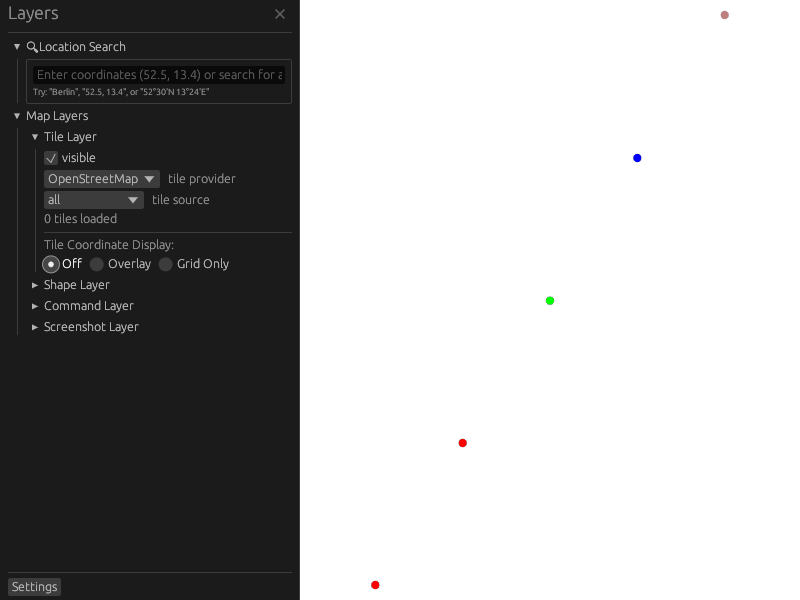 Layers
Location Search
Enter coordinates (52.5, 13.4) or search for a
Try: "Berlin", "52.5, 13.4", or "52°30'N 13°24'E"
Map Layers
Tile Layer
visible
OpenStreetMap tile provider
all tile source
0 tiles loaded
Tile Coordinate Display:
Off Overlay Grid Only
Shape Layer
Command Layer
Screenshot Layer
Settings